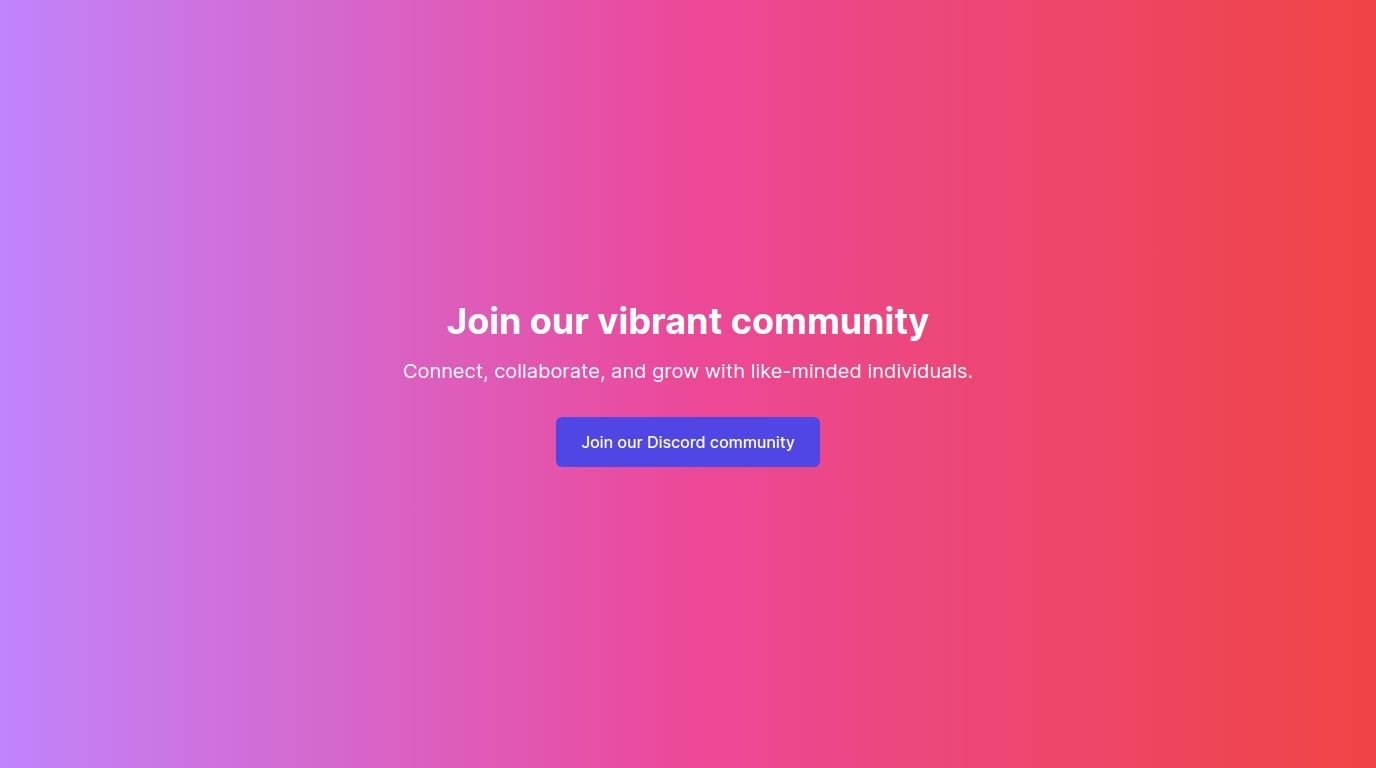 Join our vibrant community
Connect, collaborate, and grow with like-minded individuals.
Join our Discord community